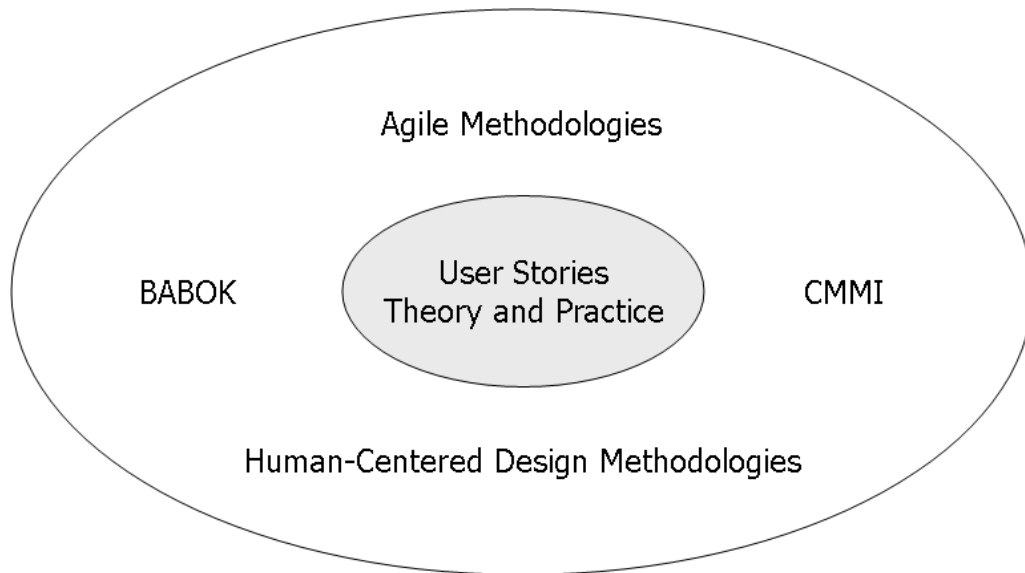 Agile Methodologies
User Stories
Theory and Practice
BABOK
CMMI
Human-Centered Design Methodologies